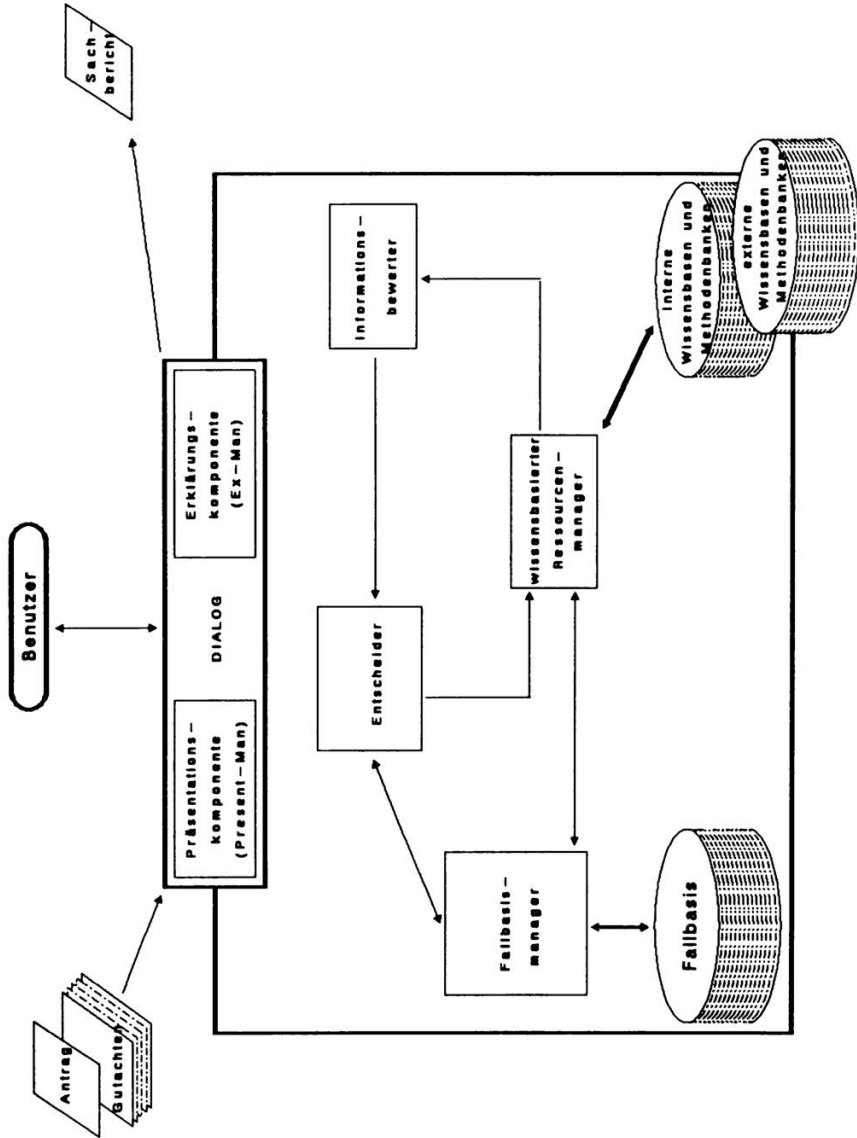 Benutzer
Antrag
Gutachten
Sach-
bericht
Präsentations-
komponente
(Present-Man)
DIALOG
Erklärungs-
komponente
(Ex-Man)
Entscheider
Informations-
bewerter
Fallbasis-
manager
wissensbasierter
Ressourcen-
manager
Fallbasis
interne
Wissensbasen und
Methodenbanken
externe
Wissensbasen und
Methodenbanken